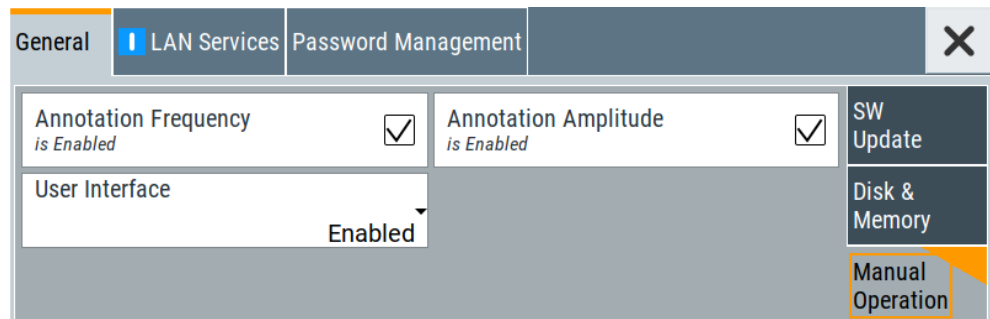 General
LAN Services
Password Management
Annotation Frequency
is Enabled
Annotation Amplitude
is Enabled
User Interface
Enabled
SW
Update
Disk &
Memory
Manual
Operation